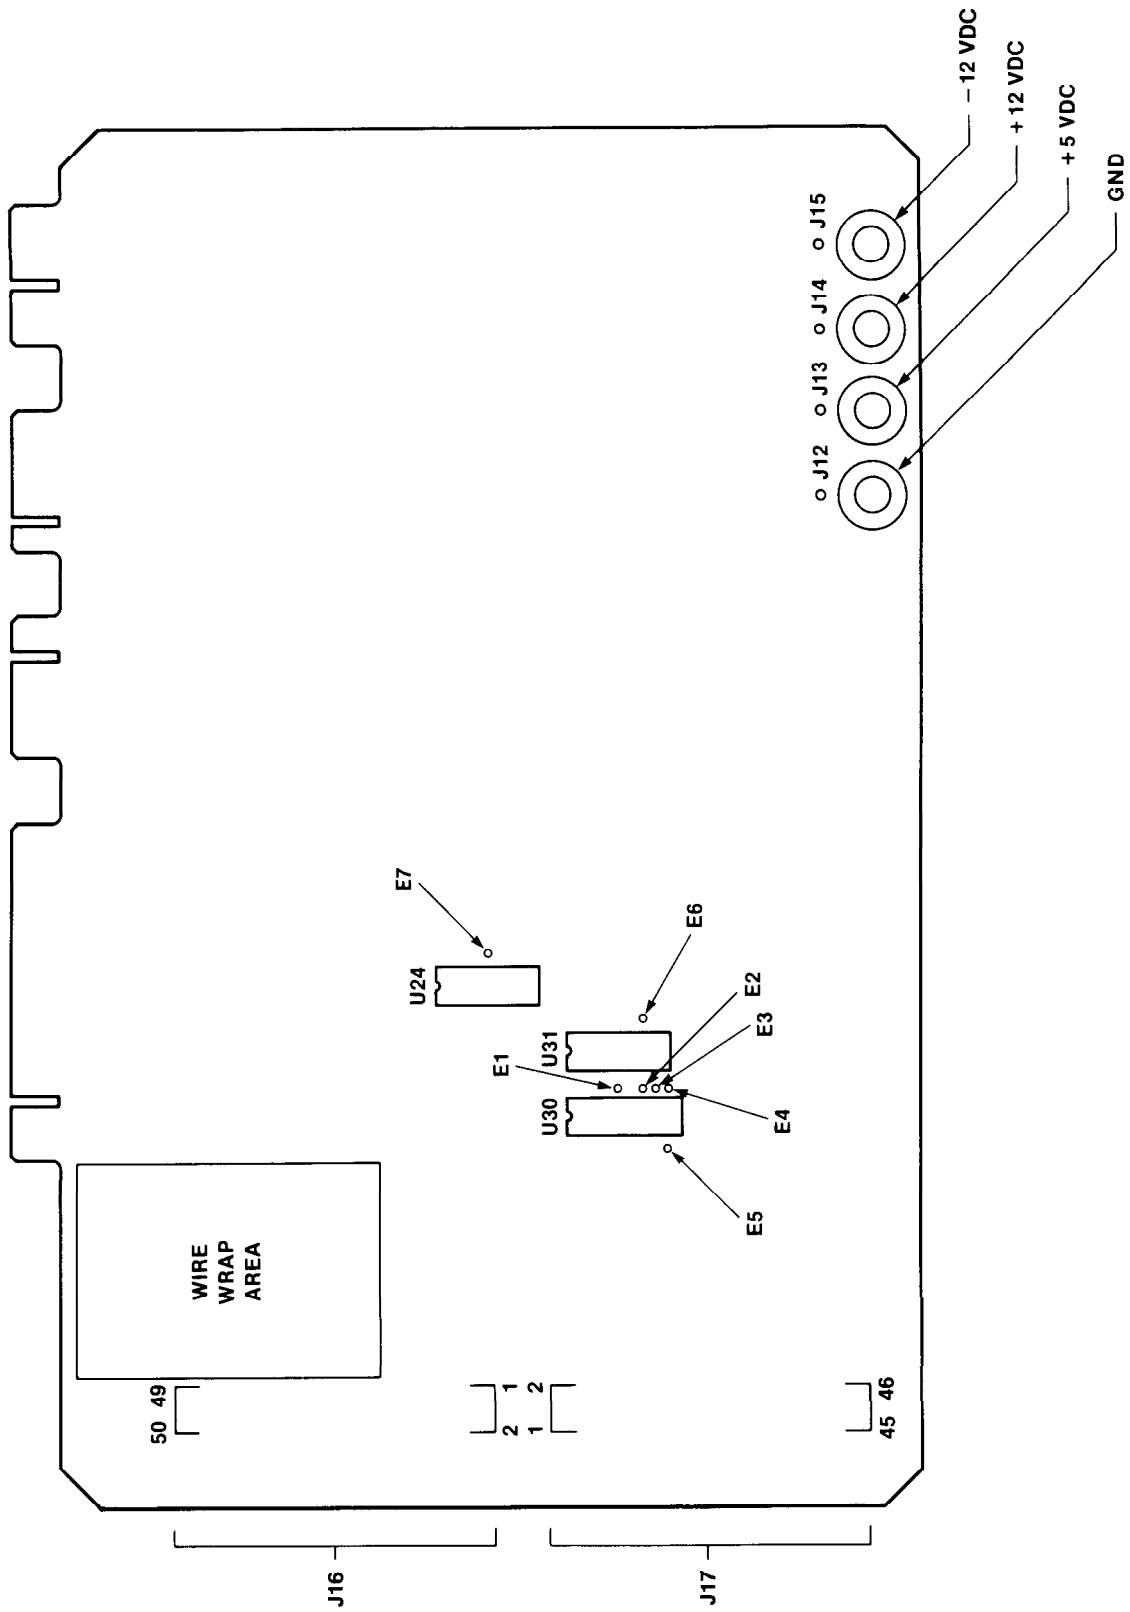 J16
J17
50 49
2 1
1 2
45 46
WIRE
WRAP
AREA
E5
U30
E1
U31
E4
E3
E2
E6
U24
E7
J12
J13
J14
J15
GND
+5 VDC
+12 VDC
-12 VDC